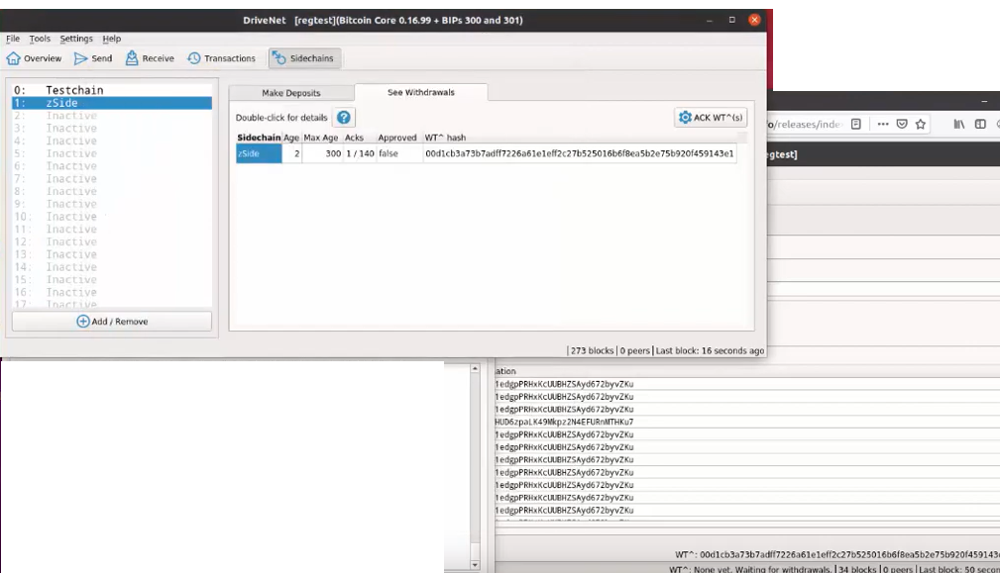 DriveNet [regtest](Bitcoin Core 0.16.99 + BIPs 300 and 301)
File Tools Settings Help
Overview Send Receive Transactions Sidechains
0: Testchain
1: zSide
2: Inactive
3: Inactive
4: Inactive
5: Inactive
6: Inactive
7: Inactive
8: Inactive
9: Inactive
10: Inactive
11: Inactive
12: Inactive
13: Inactive
14: Inactive
15: Inactive
16: Inactive
17: Inactive
Add / Remove
Make Deposits See Withdrawals
Double-click for details ? ACK WT^(s)
Sidechain Age Max Age Acks Approved WT^ hash
zSide 2 300 1 / 140 false 00d1cb3a73b7adff7226a61e1eff2c27b525016b6f8ea5b2e75b920f459143e1
273 blocks 0 peers Last block: 16 seconds ago
o/releases/inde
egtest]
ation
1edgpPRHxKcUUBHZSAyd672byvZKu
1edgpPRHxKcUUBHZSAyd672byvZKu
1edgpPRHxKcUUBHZSAyd672byvZKu
HUD6zpaLK49Mkpz2N4EFURnMTHKu7
1edgpPRHxKcUUBHZSAyd672byvZKu
1edgpPRHxKcUUBHZSAyd672byvZKu
1edgpPRHxKcUUBHZSAyd672byvZKu
1edgpPRHxKcUUBHZSAyd672byvZKu
1edgpPRHxKcUUBHZSAyd672byvZKu
1edgpPRHxKcUUBHZSAyd672byvZKu
1edgpPRHxKcUUBHZSAyd672byvZKu
WT^: 00d1cb3a73b7adff7226a61e1eff2c27b525016b6f8ea5b2e75b920f459143e
WT^: None yet. Waiting for withdrawals. 34 blocks 0 peers Last block: 50 secon